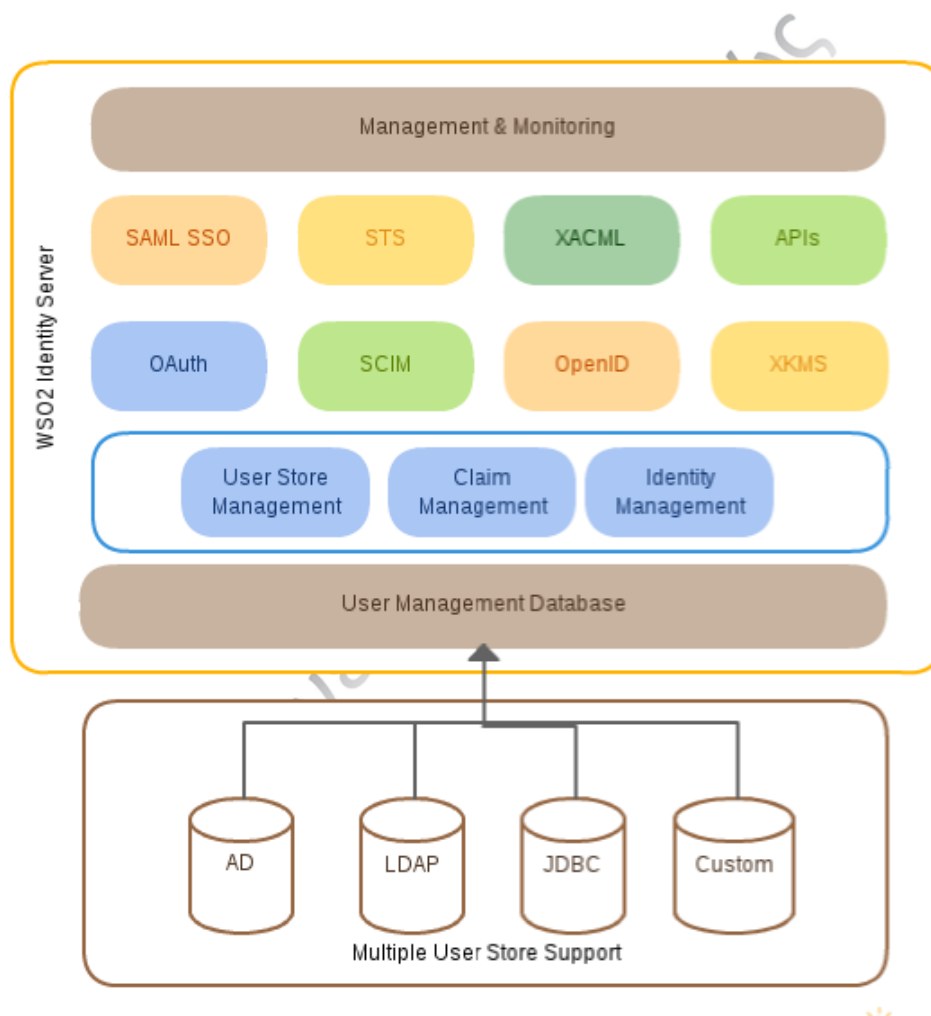 Management & Monitoring
SAML SSO
STS
XACML
APIs
WSO2 Identity Server
OAuth
SCIM
OpenID
XKMS
User Store
Management
Claim
Management
Identity
Management
User Management Database
AD
LDAP
JDBC
Custom
Multiple User Store Support